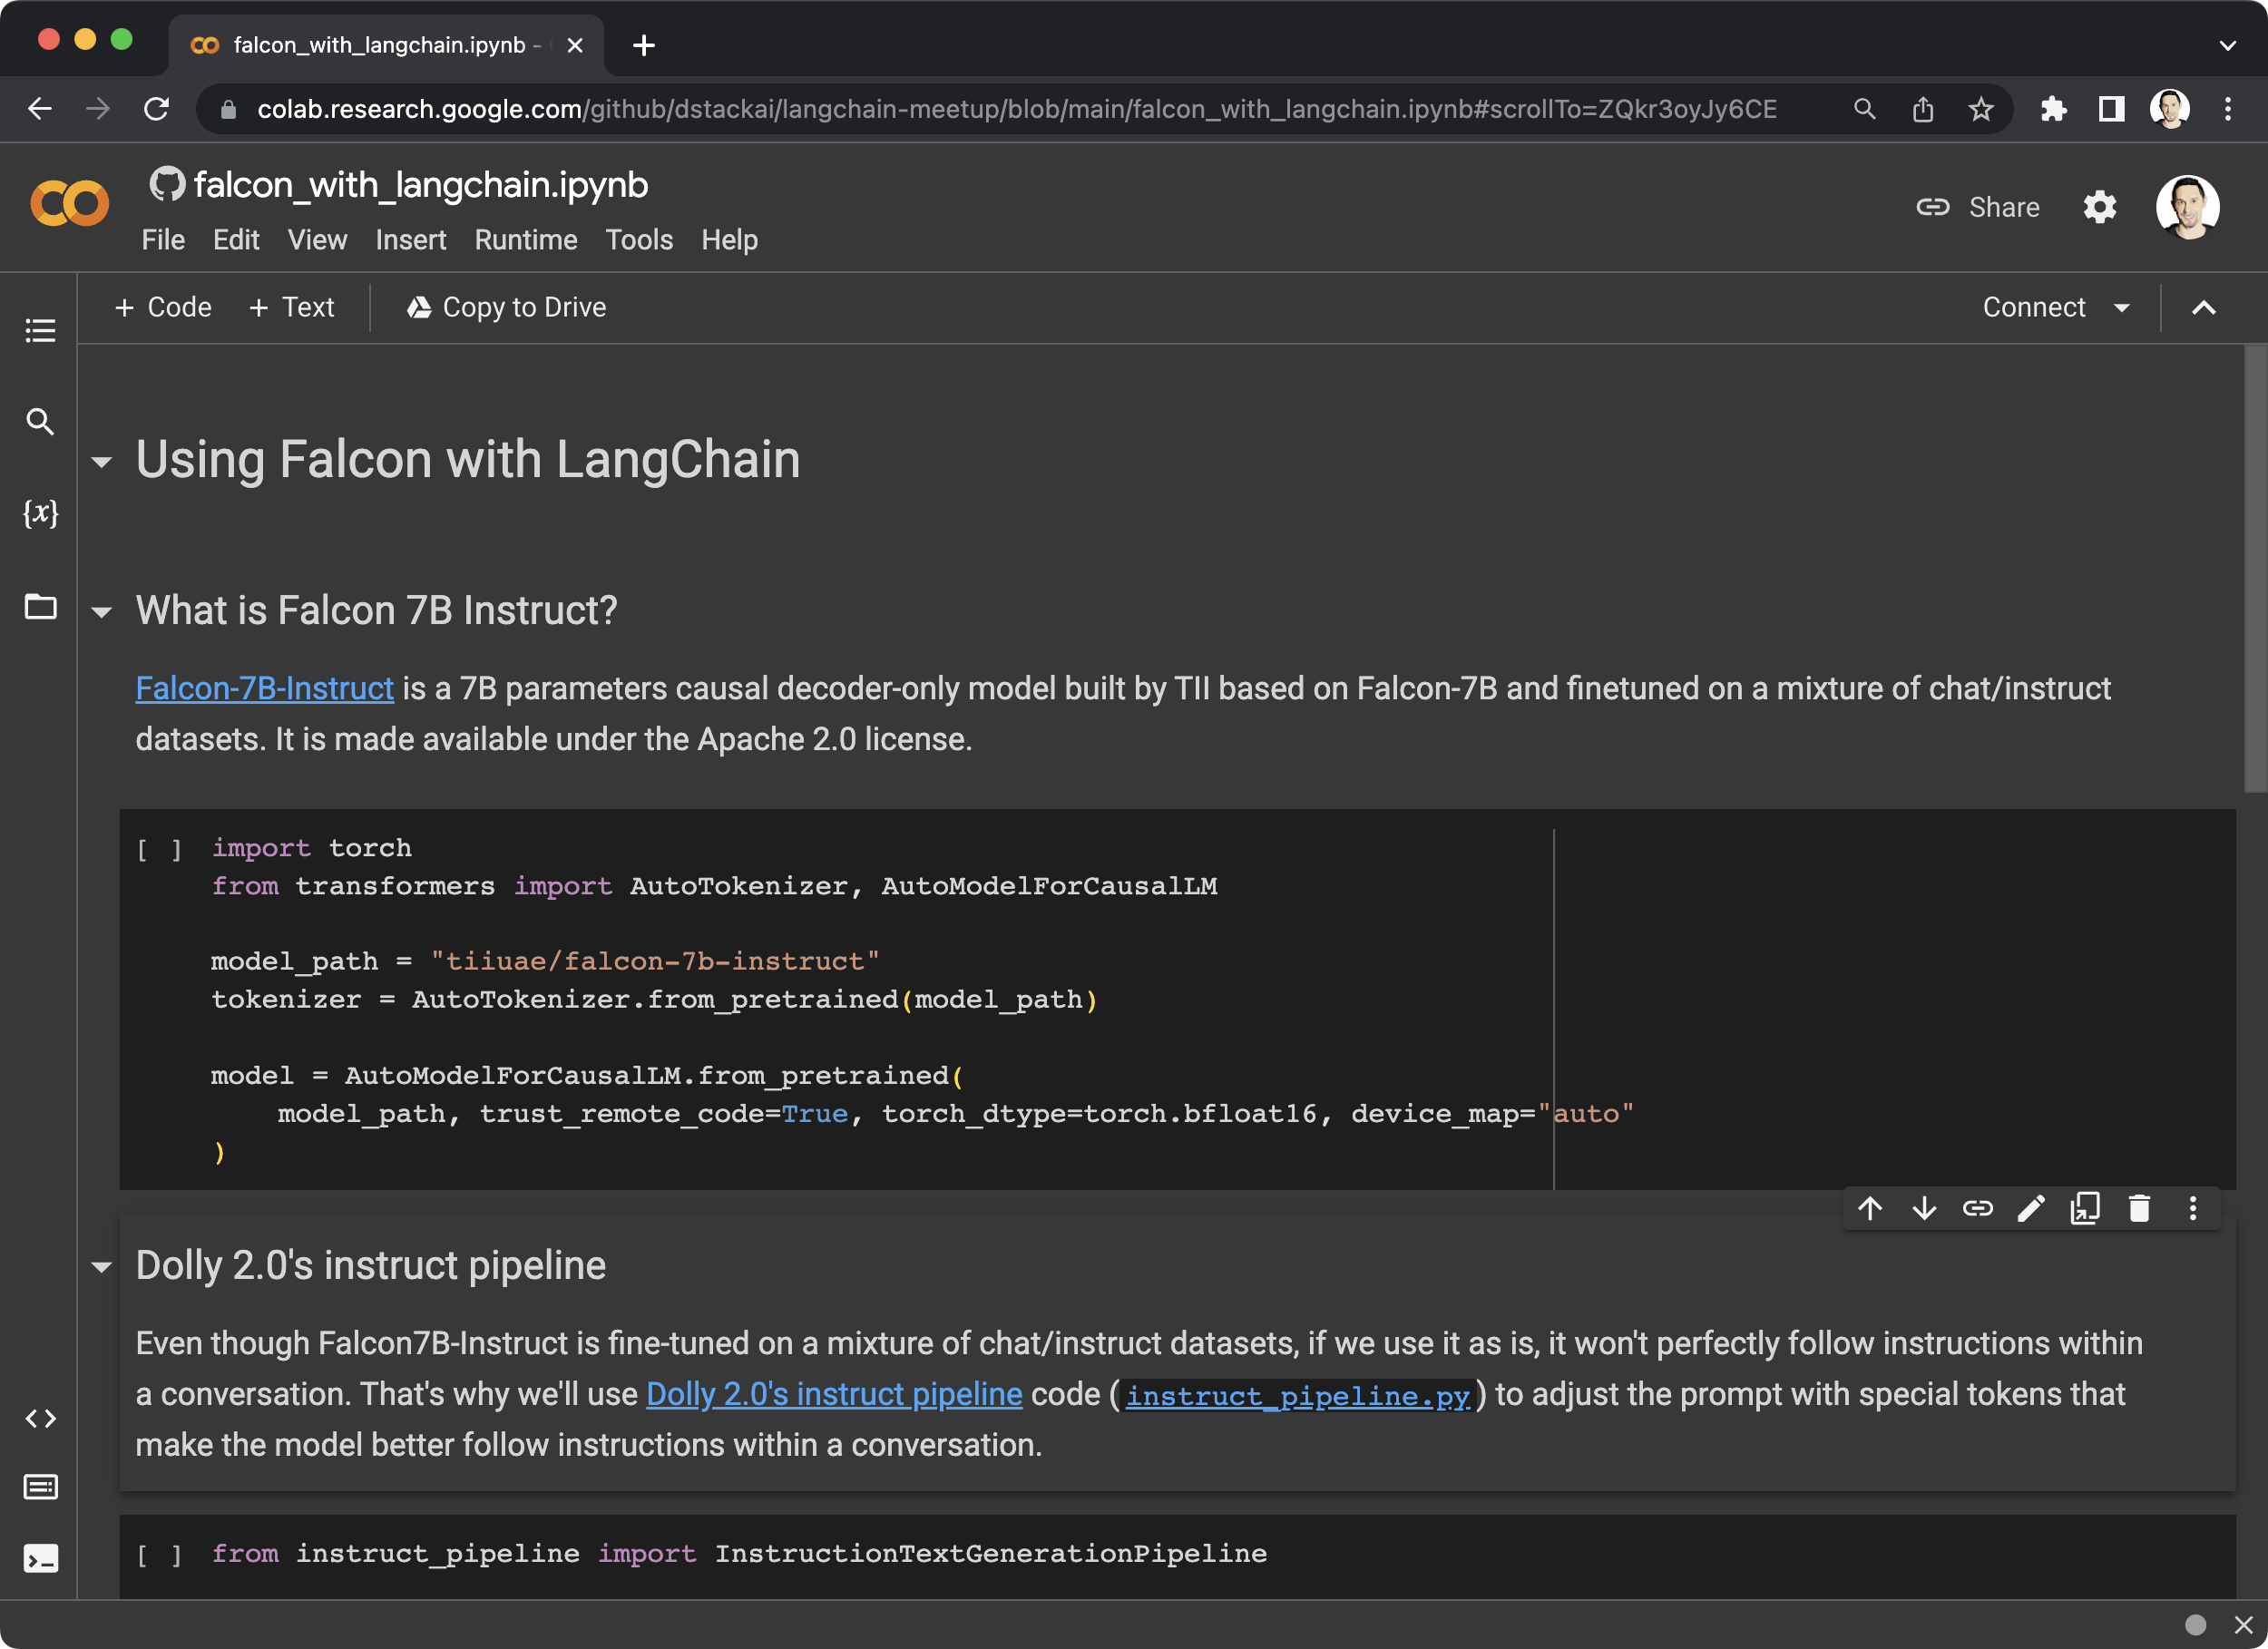 falcon_with_langchain.ipynb -
colab.research.google.com/github/dstackai/langchain-meetup/blob/main/falcon_with_langchain.ipynb#scrollTo=ZQkr3oyJy6CE
falcon_with_langchain.ipynb
File Edit View Insert Runtime Tools Help
Share
+ Code + Text Copy to Drive
Connect
{x}
Using Falcon with LangChain
What is Falcon 7B Instruct?
Falcon-7B-Instruct is a 7B parameters causal decoder-only model built by TII based on Falcon-7B and finetuned on a mixture of chat/instruct
datasets. It is made available under the Apache 2.0 license.
[ ] import torch
from transformers import AutoTokenizer, AutoModelForCausalLM
model_path = "tiiuae/falcon-7b-instruct"
tokenizer = AutoTokenizer.from_pretrained(model_path)
model = AutoModelForCausalLM.from_pretrained(
model_path, trust_remote_code=True, torch_dtype=torch.bfloat16, device_map="auto"
)
Dolly 2.0's instruct pipeline
Even though Falcon7B-Instruct is fine-tuned on a mixture of chat/instruct datasets, if we use it as is, it won't perfectly follow instructions within
a conversation. That's why we'll use Dolly 2.0's instruct pipeline code (instruct_pipeline.py) to adjust the prompt with special tokens that
make the model better follow instructions within a conversation.
[ ] from instruct_pipeline import InstructionTextGenerationPipeline